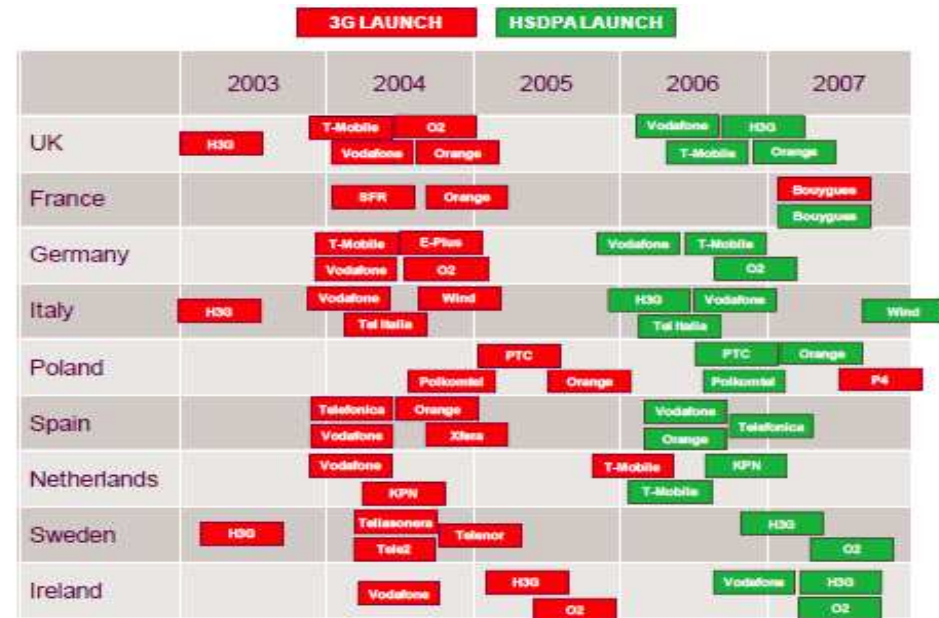 3G LAUNCH HSDPA LAUNCH
2003 2004 2005 2006 2007
T-Mobile O2 Vodafone H3G
UK H3G
Vodafone Orange T-Mobile Orange
France SFR Orange Bouygues
Bouygues
T-Mobile E-Plus Vodafone T-Mobile
Germany
Vodafone O2 O2
Vodafone Wind H3G Vodafone
Italy H3G Wind
Tel Italia Tel Italia
PTC PTC Orange
Poland
Polkomtel Orange Polkomtel P4
Telefonica Orange Vodafone
Spain Telefonica
Vodafone Xfera Orange
Vodafone T-Mobile KPN
Netherlands
KPN T-Mobile
Teliasonera H3G
Sweden H3G Telenor
Tele2 O2
H3G Vodafone H3G
Ireland Vodafone
O2 O2